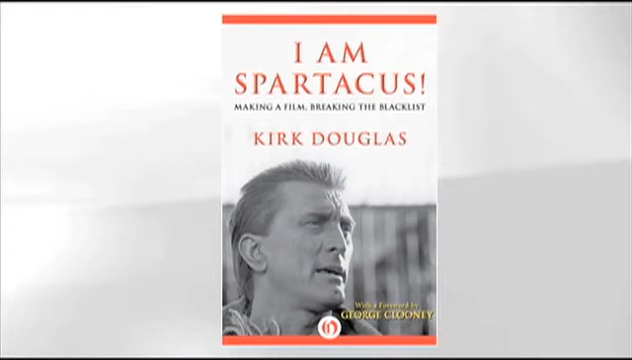 I AM
SPARTACUS!
MAKING A FILM, BREAKING THE BLACKLIST
KIRK DOUGLAS
With a Foreword by
GEORGE CLOONEY